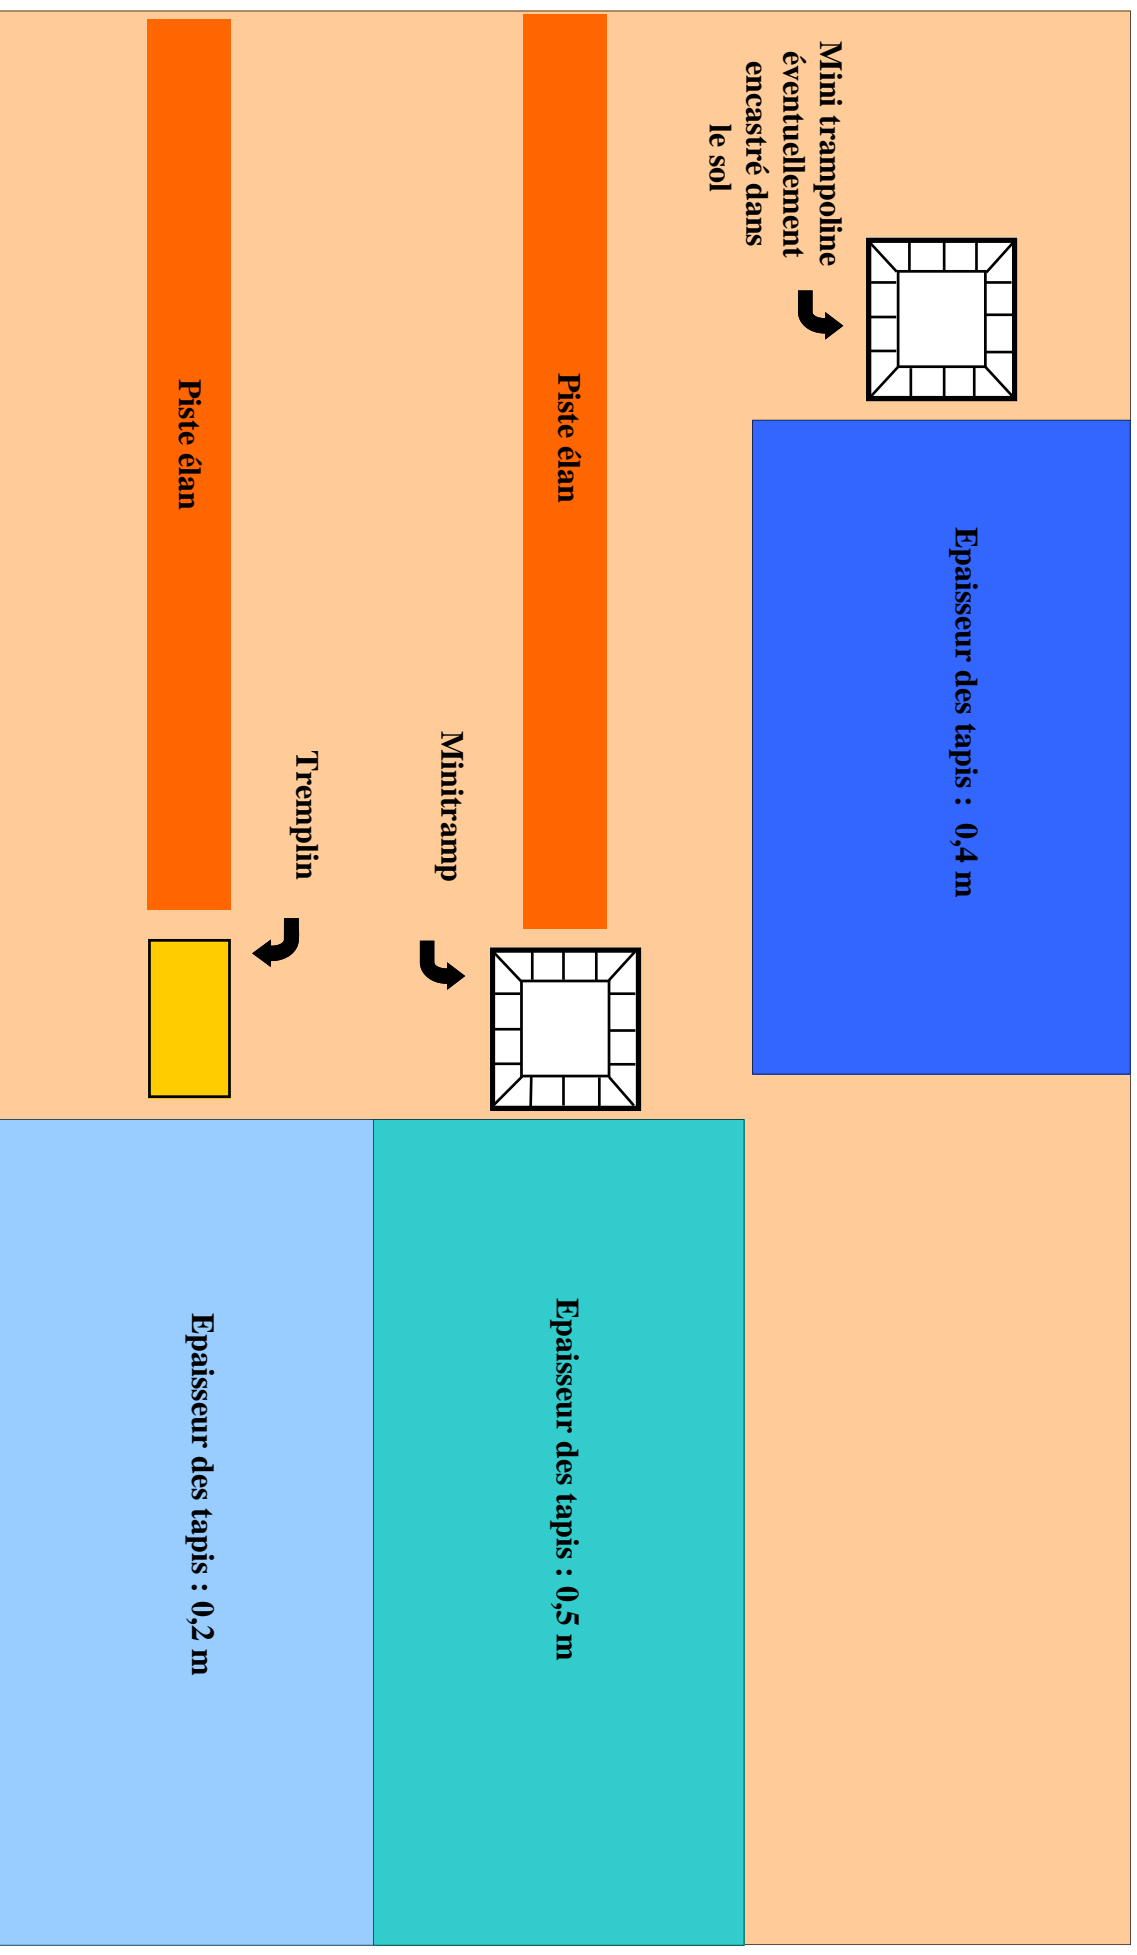 Mini trampoline
éventuellement
encastré dans
le sol
Epaisseur des tapis : 0,4 m
Piste élan
Minitramp
Epaisseur des tapis : 0,5 m
Tremplin
Piste élan
Epaisseur des tapis : 0,2 m